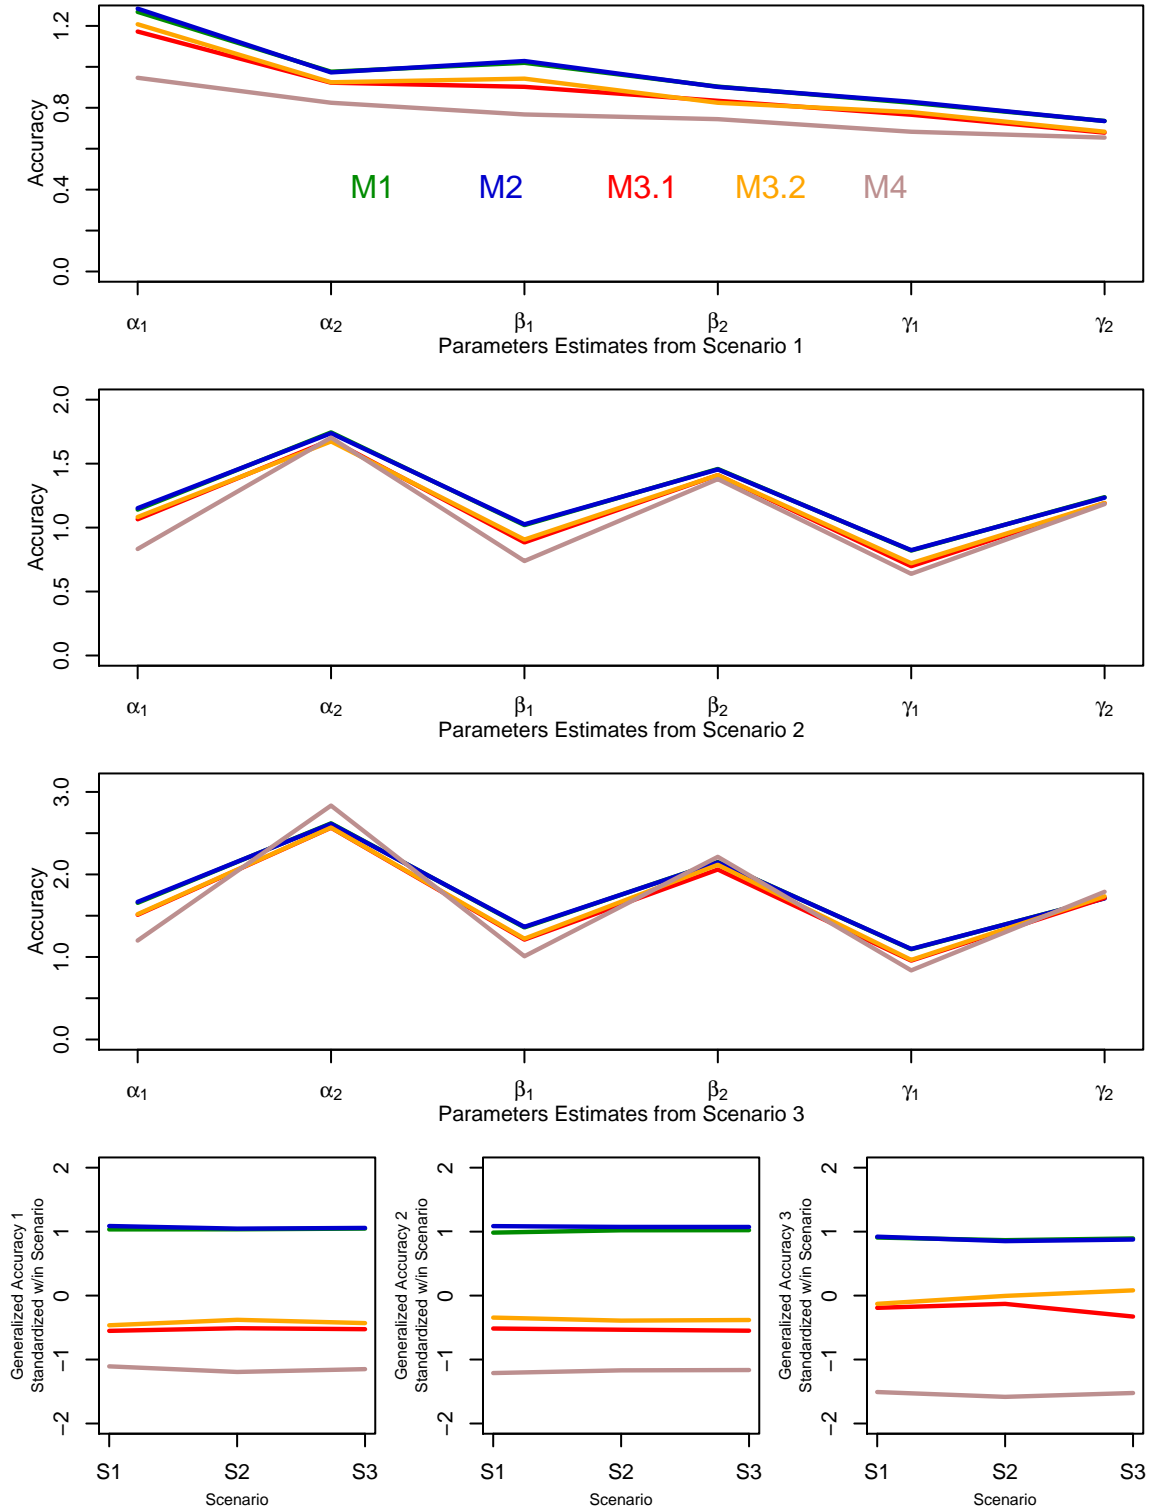 Accuracy
1.2
0.8
0.4
0.0
M1 M2 M3.1 M3.2 M4
α1 α2 β1 β2 γ1 γ2
Parameters Estimates from Scenario 1
Accuracy
2.0
1.5
1.0
0.5
0.0
α1 α2 β1 β2 γ1 γ2
Parameters Estimates from Scenario 2
Accuracy
3.0
2.0
1.0
0.0
α1 α2 β1 β2 γ1 γ2
Parameters Estimates from Scenario 3
Generalized Accuracy 1
Standardized w/in Scenario
2
1
0
−1
−2
S1 S2 S3
Scenario
Generalized Accuracy 2
Standardized w/in Scenario
2
1
0
−1
−2
S1 S2 S3
Scenario
Generalized Accuracy 3
Standardized w/in Scenario
2
1
0
−1
−2
S1 S2 S3
Scenario